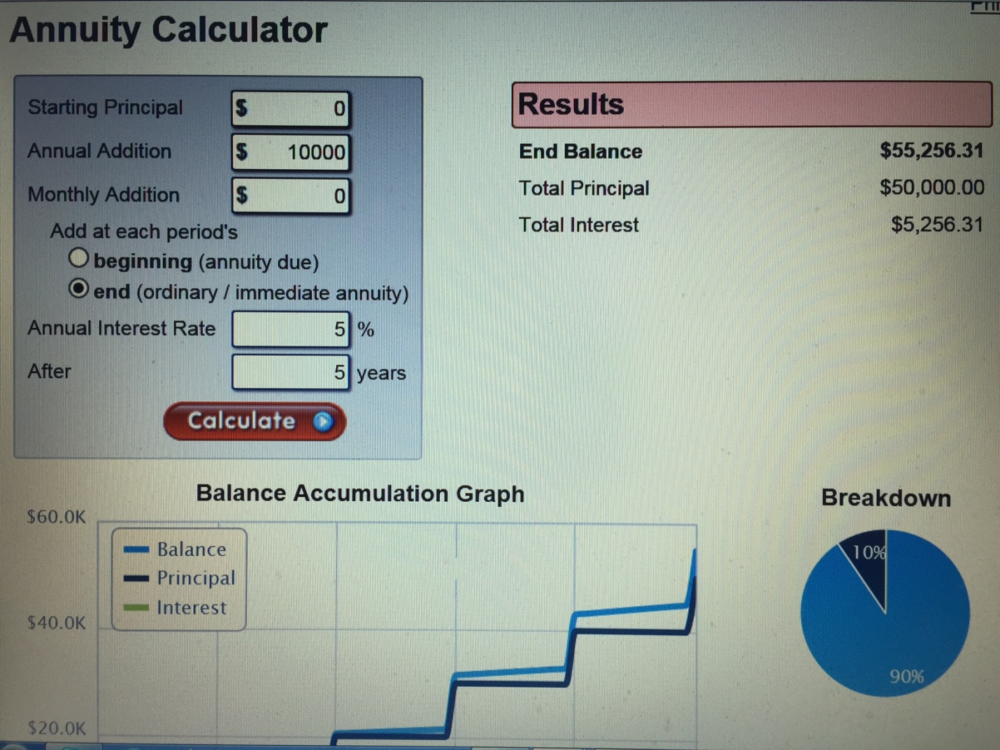 Annuity Calculator
Starting Principal $ 0
Annual Addition $ 10000
Monthly Addition $ 0
Add at each period's
beginning (annuity due)
end (ordinary / immediate annuity)
Annual Interest Rate 5 %
After 5 years
Calculate
Results
End Balance $55,256.31
Total Principal $50,000.00
Total Interest $5,256.31
Balance Accumulation Graph
$60.0K
Balance
Principal
Interest
$40.0K
$20.0K
Breakdown
10%
90%